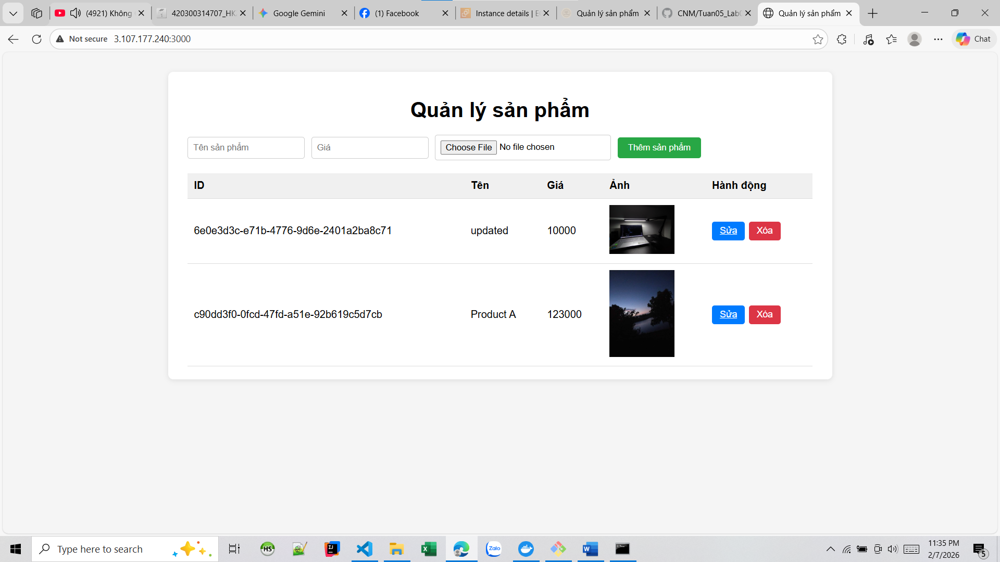 (4921) Không
420300314707_HK
Google Gemini
(1) Facebook
Instance details | E
Quản lý sản phẩm
CNM/Tuan05_Lab
Quản lý sản phẩm
Not secure
3.107.177.240:3000
Chat
Quản lý sản phẩm
Tên sản phẩm
Giá
Choose File No file chosen
Thêm sản phẩm
ID Tên Giá Ảnh Hành động
6e0e3d3c-e71b-4776-9d6e-2401a2ba8c71 updated 10000 Sửa Xóa
c90dd3f0-0fcd-47fd-a51e-92b619c5d7cb Product A 123000 Sửa Xóa
Type here to search
HS
IJ
Zalo
W
11:35 PM
2/7/2026
5